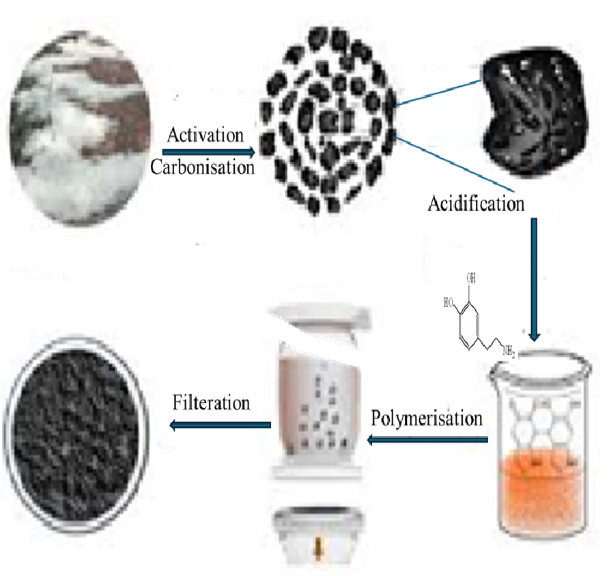 Activation
Carbonisation
Acidification
OH
HO
NH2
Polymerisation
Filteration